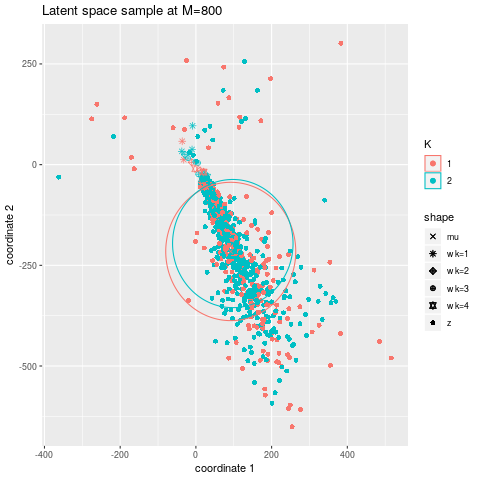 Latent space sample at M=800
250
0
-250
-500
coordinate 2
-400
-200
0
200
400
coordinate 1
K
1
2
shape
mu
w k=1
w k=2
w k=3
w k=4
z